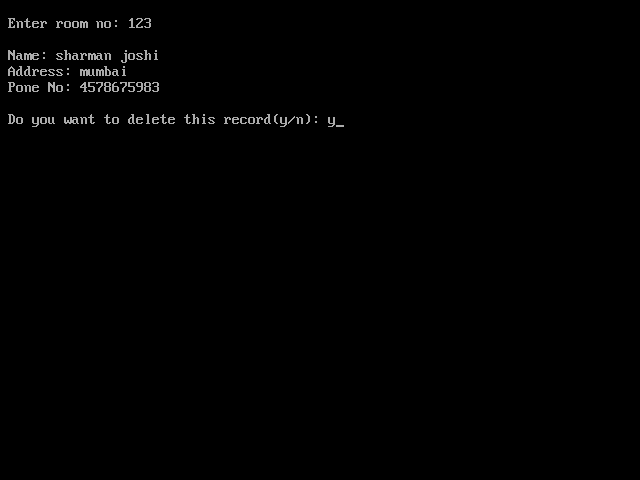 Enter room no: 123
Name: sharman joshi
Address: mumbai
Pone No: 4578675983
Do you want to delete this record(y/n): y_